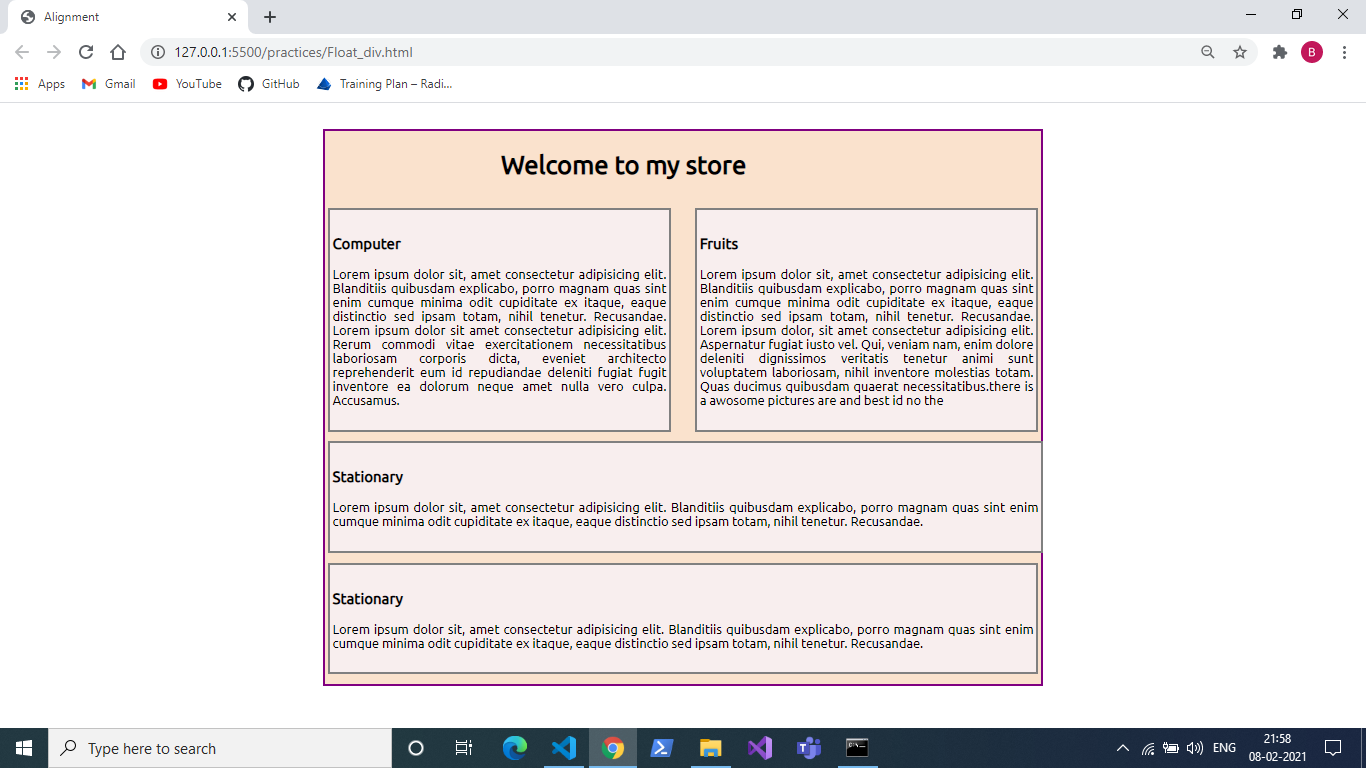 Alignment
127.0.0.1:5500/practices/Float_div.html
B
Apps Gmail YouTube GitHub Training Plan – Radi...
Welcome to my store
Computer
Lorem ipsum dolor sit, amet consectetur adipisicing elit.
Blanditiis quibusdam explicabo, porro magnam quas sint
enim cumque minima odit cupiditate ex itaque, eaque
distinctio sed ipsam totam, nihil tenetur. Recusandae.
Lorem ipsum dolor sit amet consectetur adipisicing elit.
Rerum commodi vitae exercitationem necessitatibus
laboriosam corporis dicta, eveniet architecto
reprehenderit eum id repudiandae deleniti fugiat fugit
inventore ea dolorum neque amet nulla vero culpa.
Accusamus.
Fruits
Lorem ipsum dolor sit, amet consectetur adipisicing elit.
Blanditiis quibusdam explicabo, porro magnam quas sint
enim cumque minima odit cupiditate ex itaque, eaque
distinctio sed ipsam totam, nihil tenetur. Recusandae.
Lorem ipsum dolor, sit amet consectetur adipisicing elit.
Aspernatur fugiat iusto vel. Qui, veniam nam, enim dolore
deleniti dignissimos veritatis tenetur animi sunt
voluptatem laboriosam, nihil inventore molestias totam.
Quas ducimus quibusdam quaerat necessitatibus.there is
a awosome pictures are and best id no the
Stationary
Lorem ipsum dolor sit, amet consectetur adipisicing elit. Blanditiis quibusdam explicabo, porro magnam quas sint enim
cumque minima odit cupiditate ex itaque, eaque distinctio sed ipsam totam, nihil tenetur. Recusandae.
Stationary
Lorem ipsum dolor sit, amet consectetur adipisicing elit. Blanditiis quibusdam explicabo, porro magnam quas sint enim
cumque minima odit cupiditate ex itaque, eaque distinctio sed ipsam totam, nihil tenetur. Recusandae.
Type here to search
ENG
21:58
08-02-2021